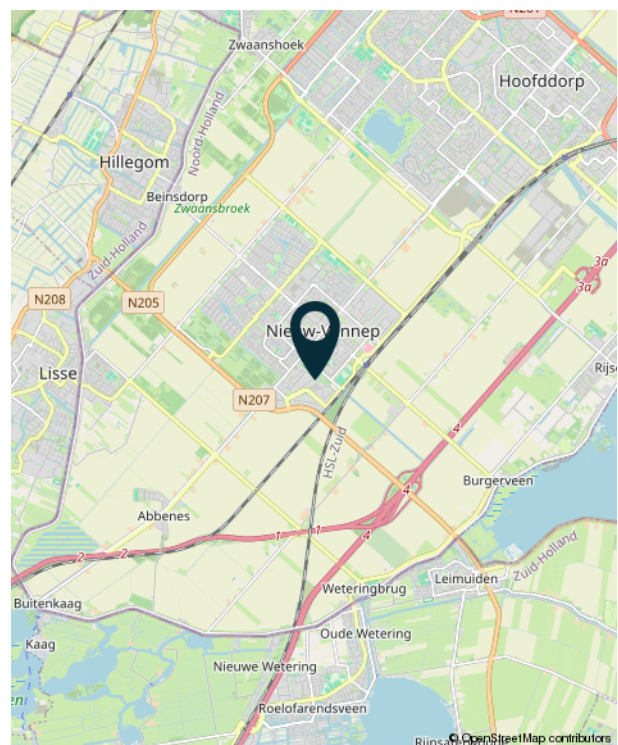 N201
Zwaanshoek
Hoofddorp
Noord-Holland
Hillegom
Beinsdorp
Zwaansbroek
Zuid-Holland
3a
3a
N208
N205
Nieuw-Vennep
Lisse
N207
4
HSL-Zuid
Burgerveen
4
Abbenes
1
1
4
2
2
Zuid-Holland
Leimuiden
Weteringbrug
Buitenkaag
Kaag
Oude Wetering
Nieuwe Wetering
Roelofarendsveen
© OpenStreetMap contributors